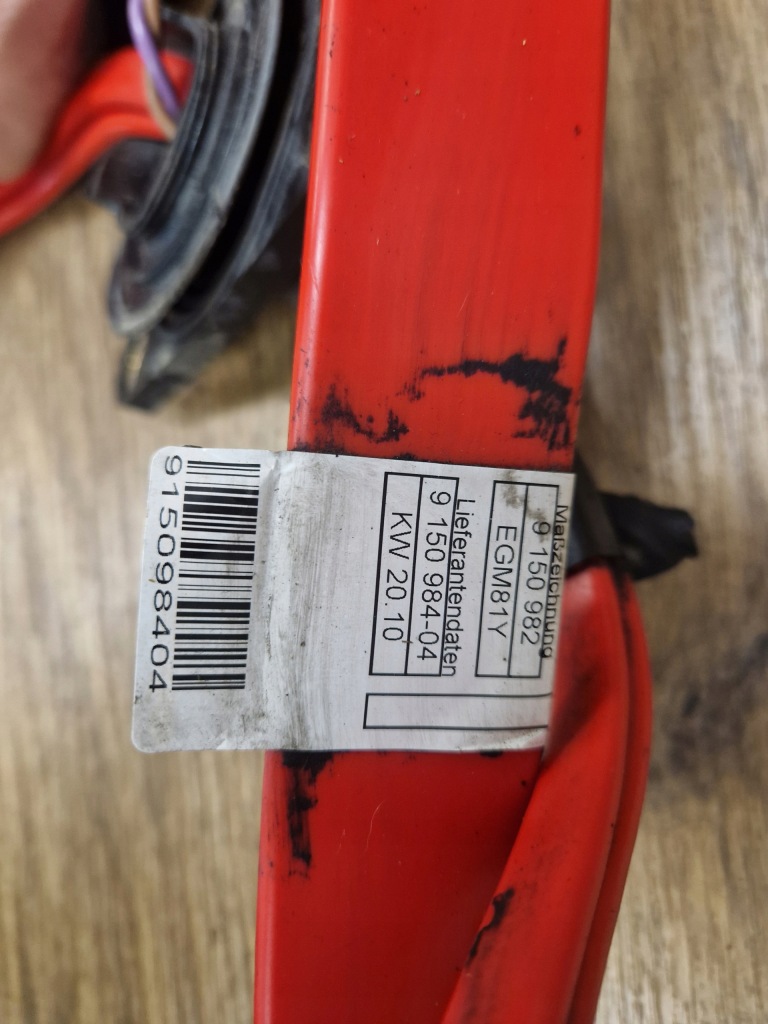 Maßzeichnung
9 150 982
EGM81Y
Lieferantendaten
9 150 984-04
KW 20.10
915098404